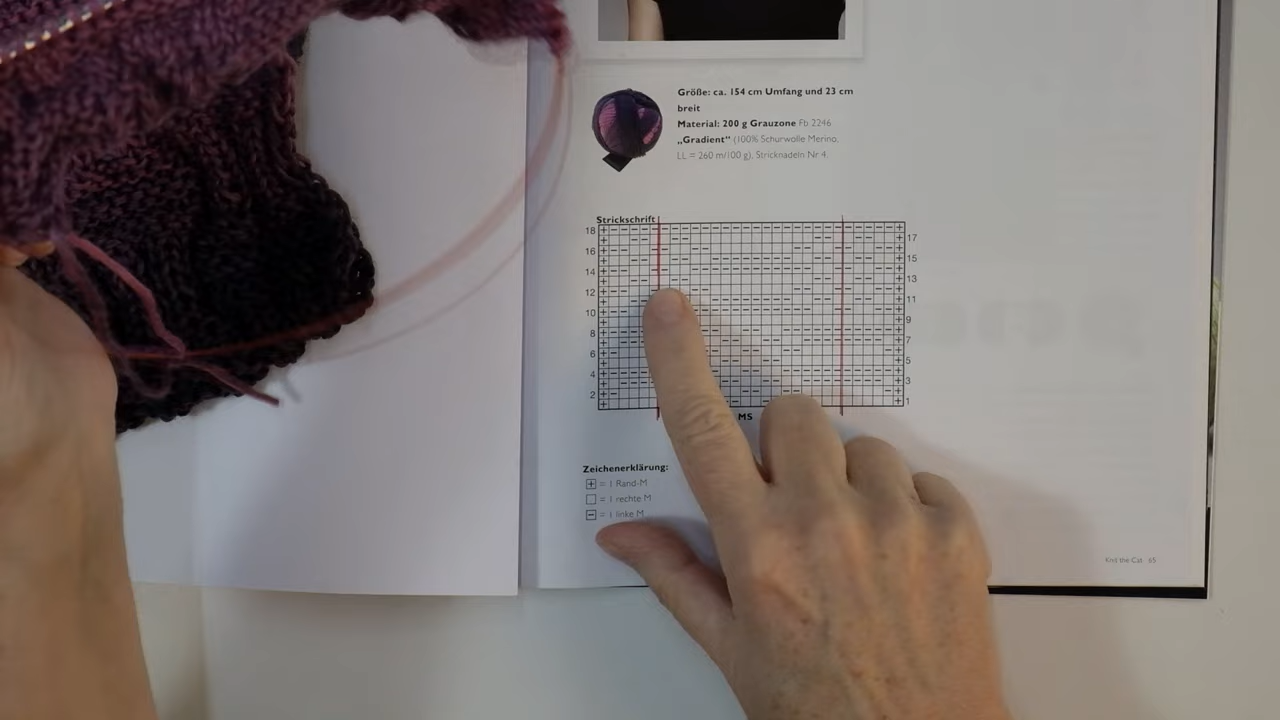 Größe: ca. 154 cm Umfang und 23 cm
breit
Material: 200 g Grauzone Fb 2246
„Gradient“ (100% Schurwolle Merino,
LL = 260 m/100 g), Stricknadeln Nr 4.
Strickschrift
18
17
16
15
14
13
12
11
10
9
8
7
6
5
4
3
2
1
MS
Zeichenerklärung:
+ = 1 Rand-M
= 1 rechte M
− = 1 linke M
Knit the Cat 65